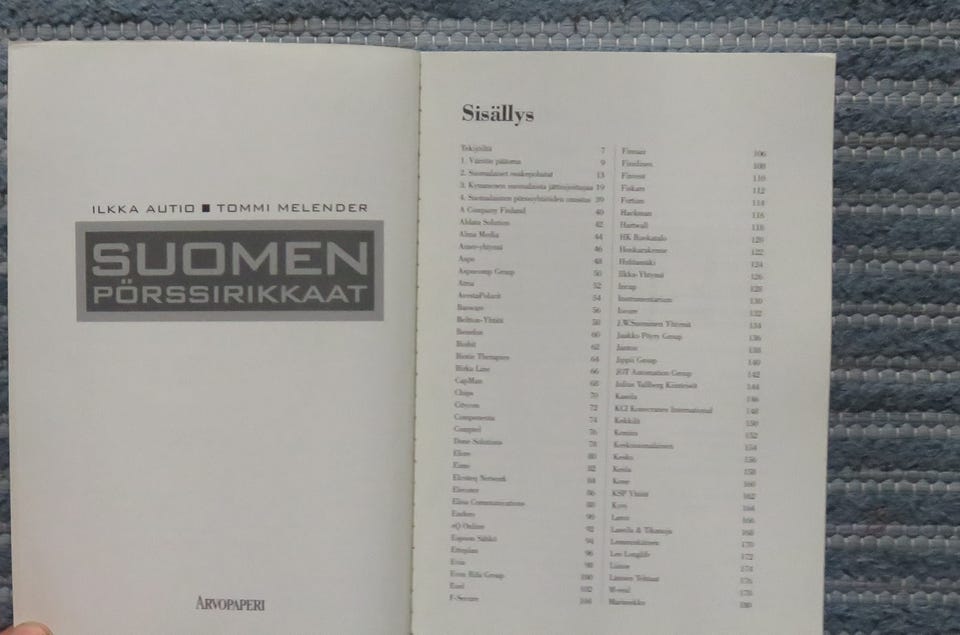 ILKKA AUTIO ■ TOMMI MELENDER
SUOMEN
PÖRSSIRIKKAAT
ARVOPAPERI
Sisällys
Tekijöiltä 7
1. Väestön pääoma 9
2. Suomalaiset osakepohatat 13
3. Kymmenen suomalaista jättisijoittajaa 19
4. Suomalaisten pörssiyhtiöiden omistus 39
A Company Finland 40
Aldata Solution 42
Alma Media 44
Amer-yhtymä 46
Aspo 48
Aspocomp Group 50
Atria 52
AvestaPolarit 54
Basware 56
Beltton-Yhtiöt 58
Benefon 60
Biohit 62
Biotie Therapies 64
Birka Line 66
CapMan 68
Chips 70
Citycon 72
Componenta 74
Comptel 76
Done Solutions 78
Efore 80
Eimo 82
Elcoteq Network 84
Elecster 86
Elisa Communications 88
Endero 90
eQ Online 92
Espoon Sähkö 94
Etteplan 96
Evia 98
Evox Rifa Group 100
Exel 102
F-Secure 104
Finnair 106
Finnlines 108
Finvest 110
Fiskars 112
Fortum 114
Hackman 116
Hartwall 118
HK Ruokatalo 120
Honkarakenne 122
Huhtamäki 124
Ilkka-Yhtymä 126
Incap 128
Instrumentarium 130
Iocore 132
J.W.Suominen Yhtymä 134
Jaakko Pöyry Group 136
Janton 138
Jippii Group 140
JOT Automation Group 142
Julius Tallberg Kiinteistöt 144
Kasola 146
KCI Konecranes International 148
Kekkilä 150
Kemira 152
Keskisuomalainen 154
Kesko 156
Kesla 158
Kone 160
KSP Yhtiöt 162
Kyro 164
Larox 166
Lassila & Tikanoja 168
Lemminkäinen 170
Leo Longlife 172
Liinos 174
Lännen Tehtaat 176
M-real 178
Marimekko 180